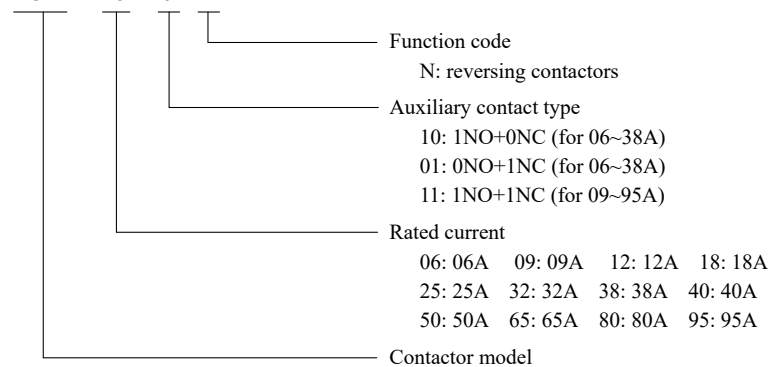 Function code
N: reversing contactors
Auxiliary contact type
10: 1NO+0NC (for 06~38A)
01: 0NO+1NC (for 06~38A)
11: 1NO+1NC (for 09~95A)
Rated current
06: 06A 09: 09A 12: 12A 18: 18A
25: 25A 32: 32A 38: 38A 40: 40A
50: 50A 65: 65A 80: 80A 95: 95A
Contactor model